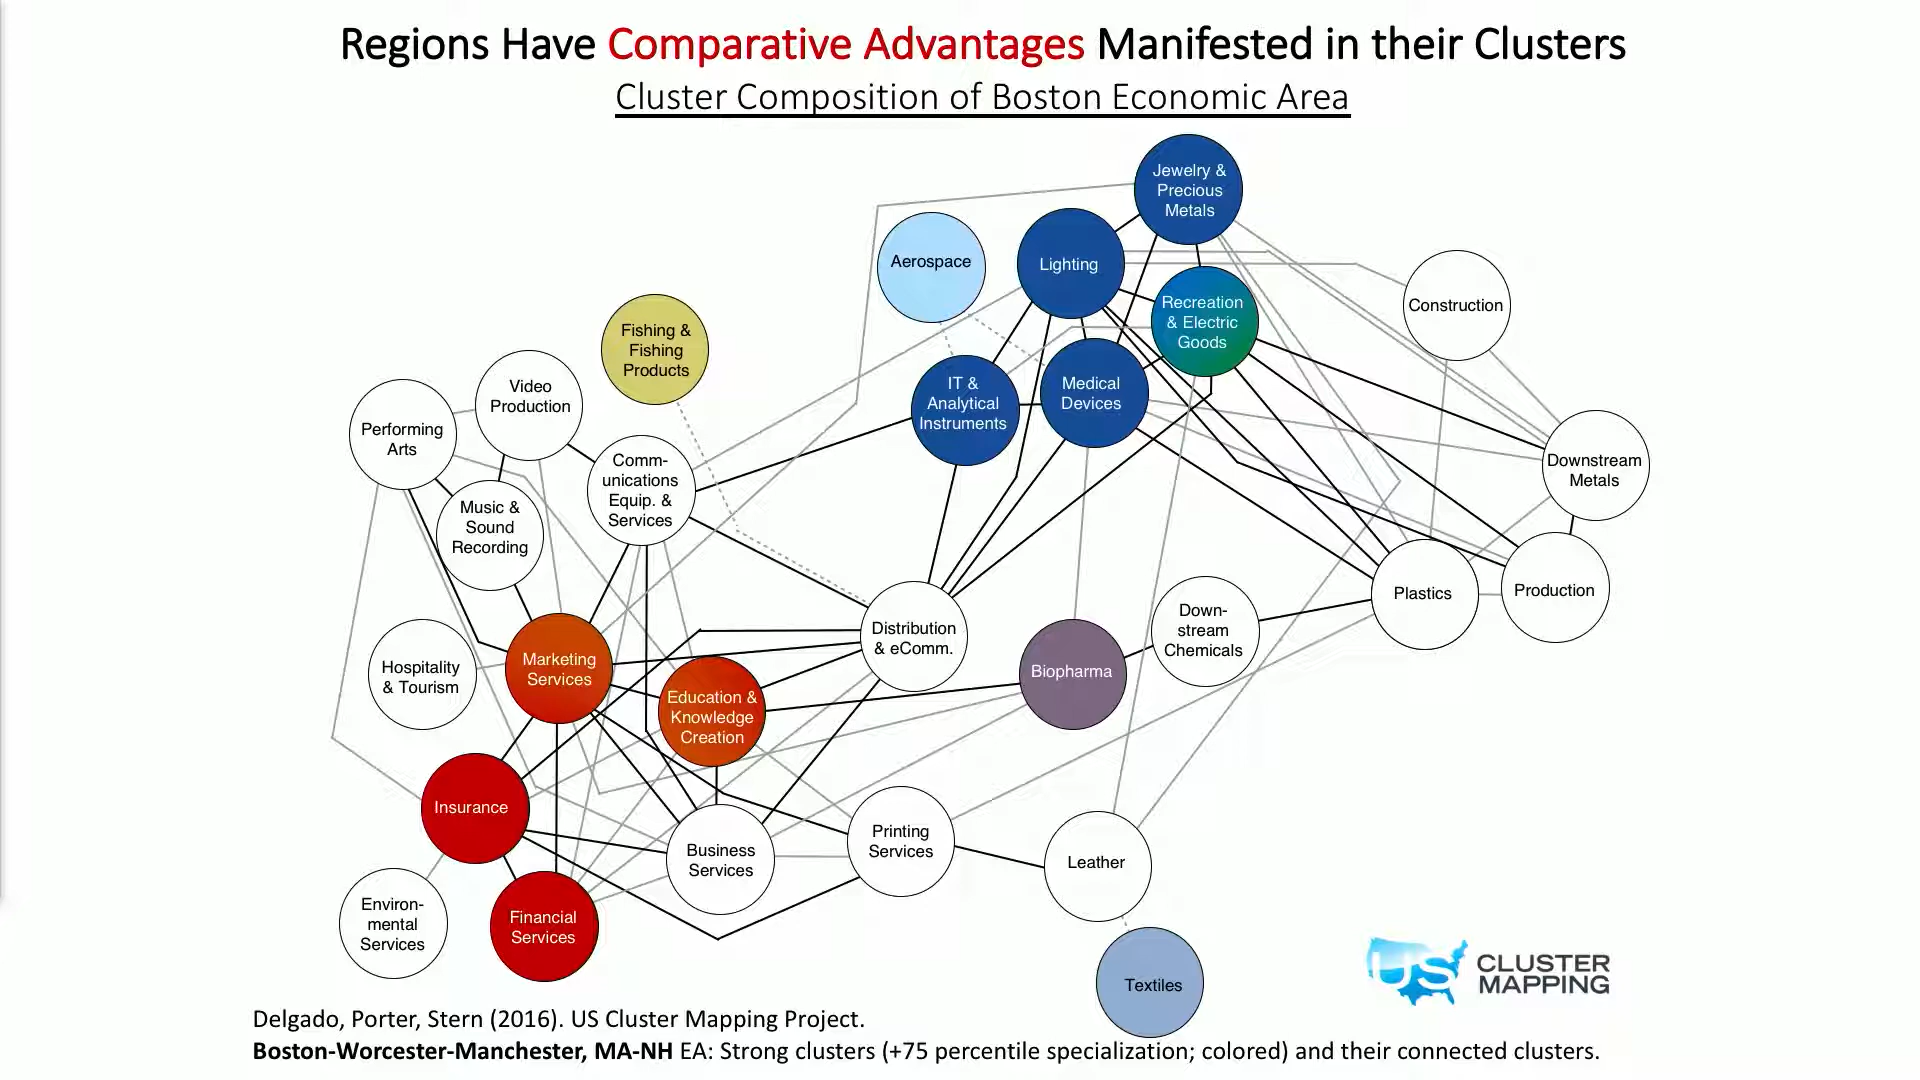 Regions Have Comparative Advantages Manifested in their Clusters
Cluster Composition of Boston Economic Area
Jewelry &
Precious
Metals
Aerospace
Lighting
Recreation
& Electric
Goods
Construction
Fishing &
Fishing
Products
Video
Production
IT &
Analytical
Instruments
Medical
Devices
Performing
Arts
Comm-
unications
Equip. &
Services
Downstream
Metals
Music &
Sound
Recording
Plastics
Production
Down-
stream
Chemicals
Distribution
& eComm.
Hospitality
& Tourism
Marketing
Services
Education &
Knowledge
Creation
Biopharma
Insurance
Business
Services
Printing
Services
Leather
Environ-
mental
Services
Financial
Services
Textiles
US CLUSTER
MAPPING
Delgado, Porter, Stern (2016). US Cluster Mapping Project.
Boston-Worcester-Manchester, MA-NH EA: Strong clusters (+75 percentile specialization; colored) and their connected clusters.